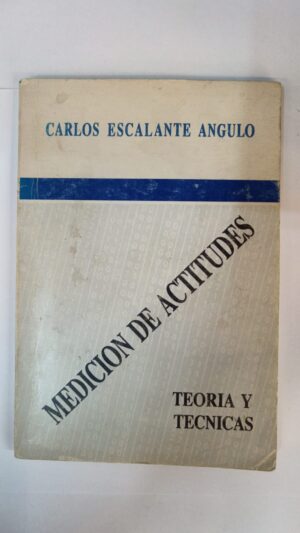 CARLOS ESCALANTE ANGULO
MEDICION DE ACTITUDES
TEORIA Y
TECNICAS